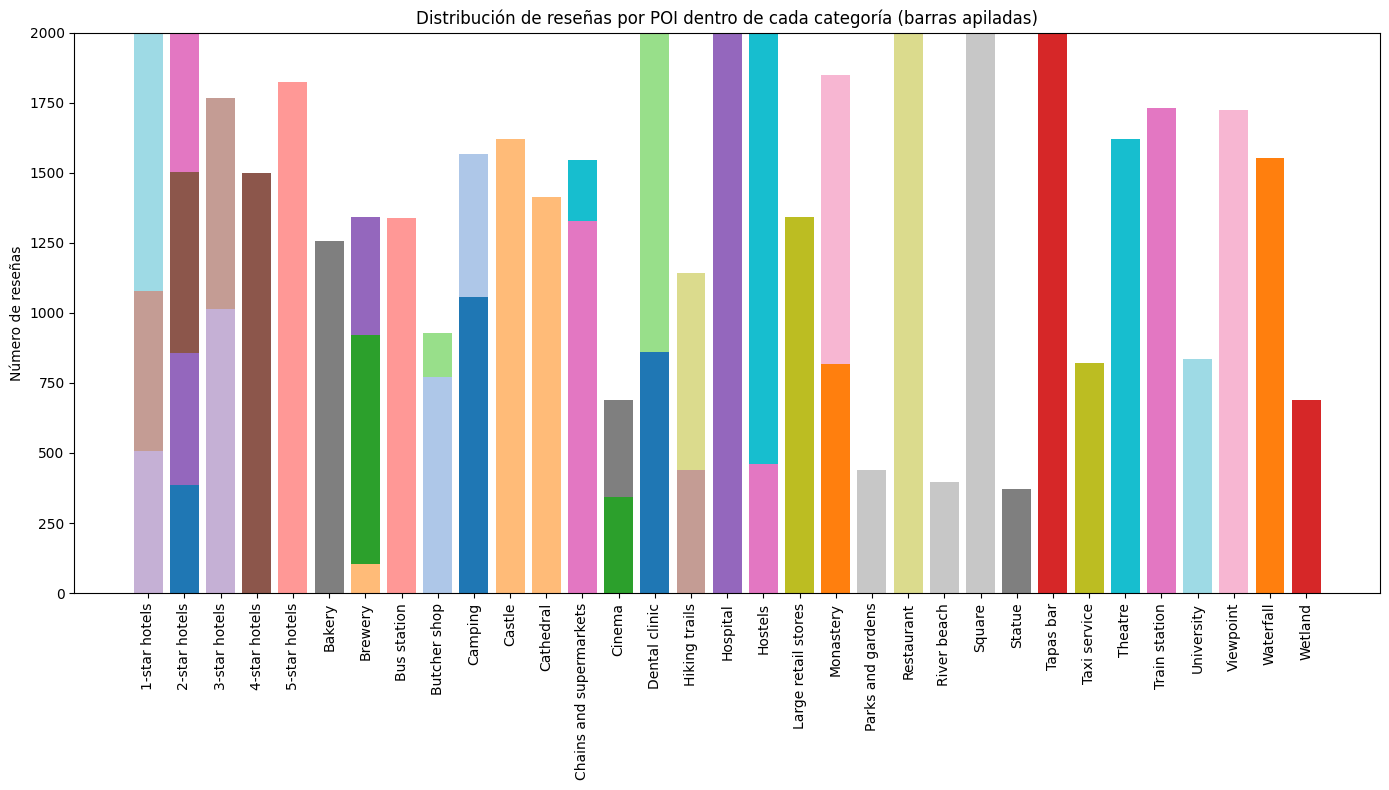 Distribución de reseñas por POI dentro de cada categoría (barras apiladas)
Número de reseñas
2000
1750
1500
1250
1000
750
500
250
0
1-star hotels
2-star hotels
3-star hotels
4-star hotels
5-star hotels
Bakery
Brewery
Bus station
Butcher shop
Camping
Castle
Cathedral
Chains and supermarkets
Cinema
Dental clinic
Hiking trails
Hospital
Hostels
Large retail stores
Monastery
Parks and gardens
Restaurant
River beach
Square
Statue
Tapas bar
Taxi service
Theatre
Train station
University
Viewpoint
Waterfall
Wetland